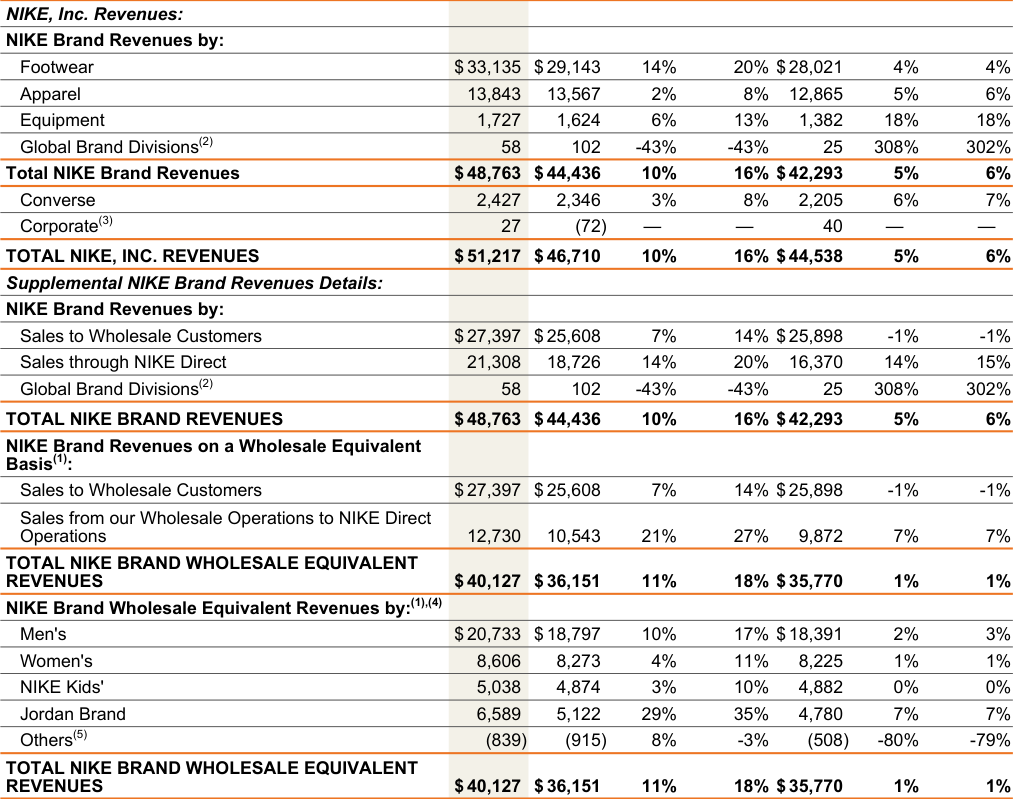 NIKE, Inc. Revenues:
NIKE Brand Revenues by:
Footwear $ 33,135 $ 29,143 14% 20% $ 28,021 4% 4%
Apparel 13,843 13,567 2% 8% 12,865 5% 6%
Equipment 1,727 1,624 6% 13% 1,382 18% 18%
Global Brand Divisions(2) 58 102 -43% -43% 25 308% 302%
Total NIKE Brand Revenues $ 48,763 $ 44,436 10% 16% $ 42,293 5% 6%
Converse 2,427 2,346 3% 8% 2,205 6% 7%
Corporate(3) 27 (72) — — 40 — —
TOTAL NIKE, INC. REVENUES $ 51,217 $ 46,710 10% 16% $ 44,538 5% 6%
Supplemental NIKE Brand Revenues Details:
NIKE Brand Revenues by:
Sales to Wholesale Customers $ 27,397 $ 25,608 7% 14% $ 25,898 -1% -1%
Sales through NIKE Direct 21,308 18,726 14% 20% 16,370 14% 15%
Global Brand Divisions(2) 58 102 -43% -43% 25 308% 302%
TOTAL NIKE BRAND REVENUES $ 48,763 $ 44,436 10% 16% $ 42,293 5% 6%
NIKE Brand Revenues on a Wholesale Equivalent
Basis(1):
Sales to Wholesale Customers $ 27,397 $ 25,608 7% 14% $ 25,898 -1% -1%
Sales from our Wholesale Operations to NIKE Direct
Operations 12,730 10,543 21% 27% 9,872 7% 7%
TOTAL NIKE BRAND WHOLESALE EQUIVALENT
REVENUES $ 40,127 $ 36,151 11% 18% $ 35,770 1% 1%
NIKE Brand Wholesale Equivalent Revenues by:(1),(4)
Men's $ 20,733 $ 18,797 10% 17% $ 18,391 2% 3%
Women's 8,606 8,273 4% 11% 8,225 1% 1%
NIKE Kids' 5,038 4,874 3% 10% 4,882 0% 0%
Jordan Brand 6,589 5,122 29% 35% 4,780 7% 7%
Others(5) (839) (915) 8% -3% (508) -80% -79%
TOTAL NIKE BRAND WHOLESALE EQUIVALENT
REVENUES $ 40,127 $ 36,151 11% 18% $ 35,770 1% 1%